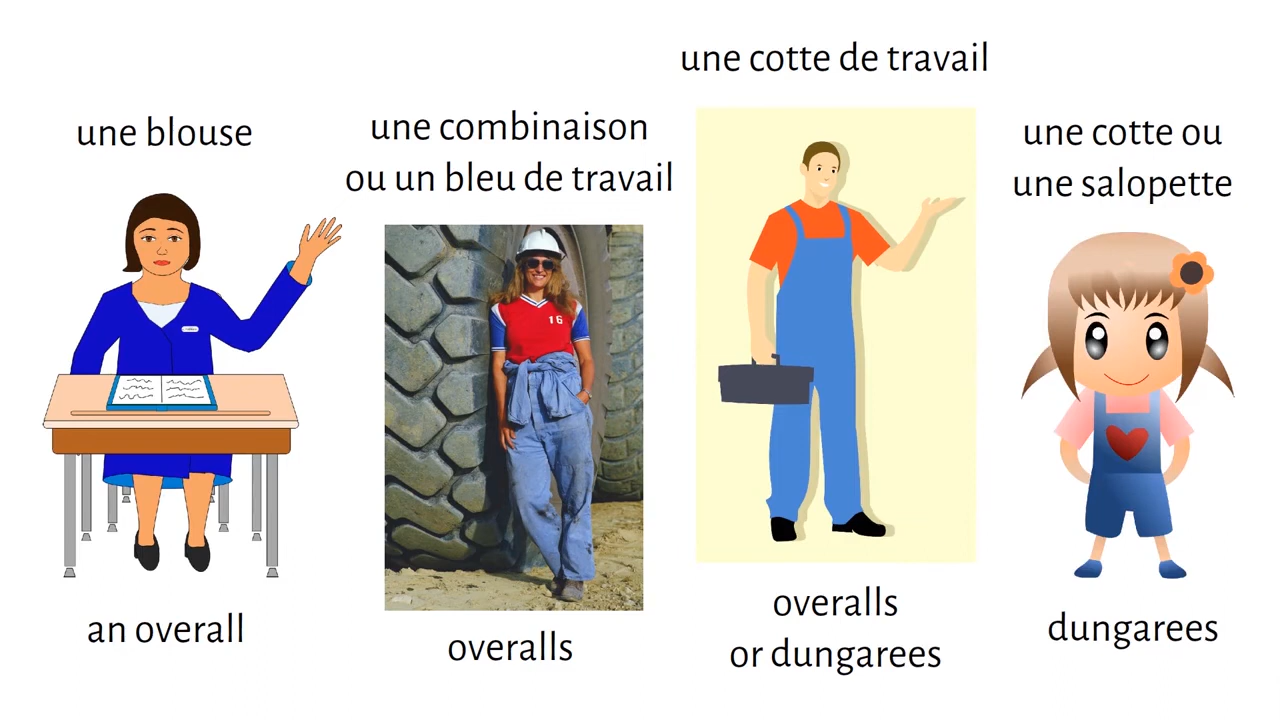 une blouse
an overall
une combinaison
ou un bleu de travail
16
overalls
une cotte de travail
overalls
or dungarees
une cotte ou
une salopette
dungarees